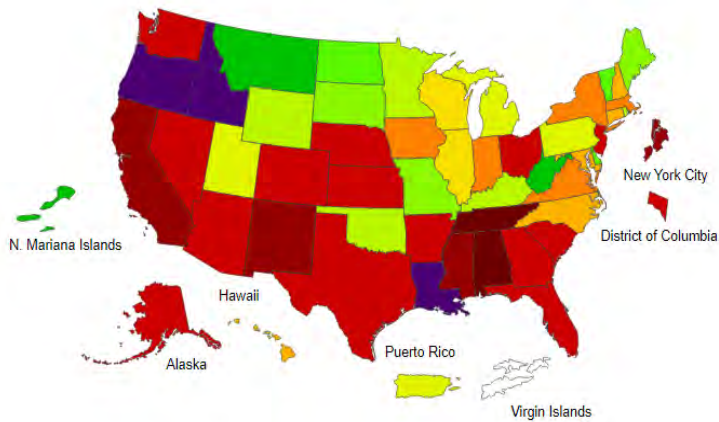 New York City
District of Columbia
N. Mariana Islands
Hawaii
Alaska
Puerto Rico
Virgin Islands